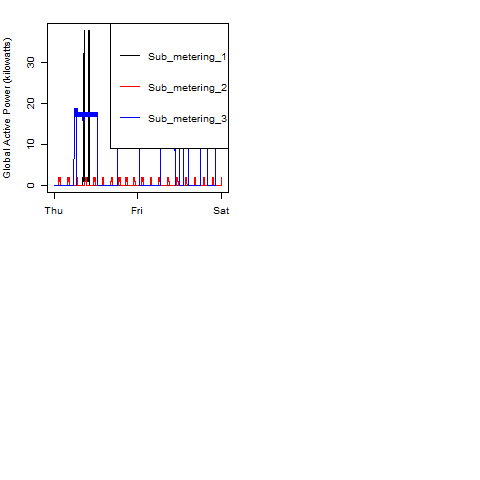 Global Active Power (kilowatts)
30
20
10
0
Sub_metering_1
Sub_metering_2
Sub_metering_3
Thu Fri Sat